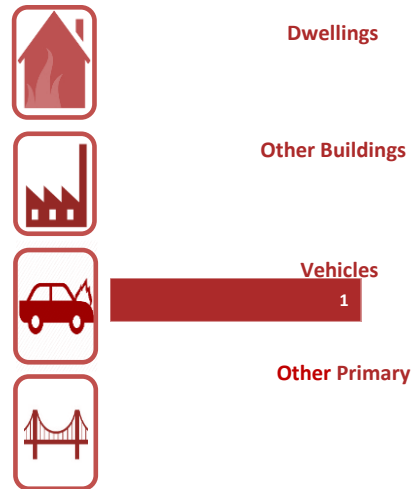 Dwellings
Other Buildings
Vehicles
1
Other Primary